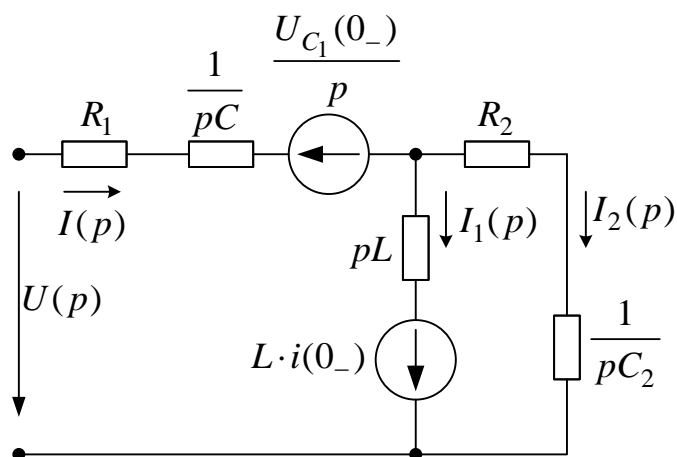 U_{C_1}(0_−)/p
1/pC
R_1
R_2
I(p)
I_1(p)
I_2(p)
pL
U(p)
L·i(0_−)
1/pC_2